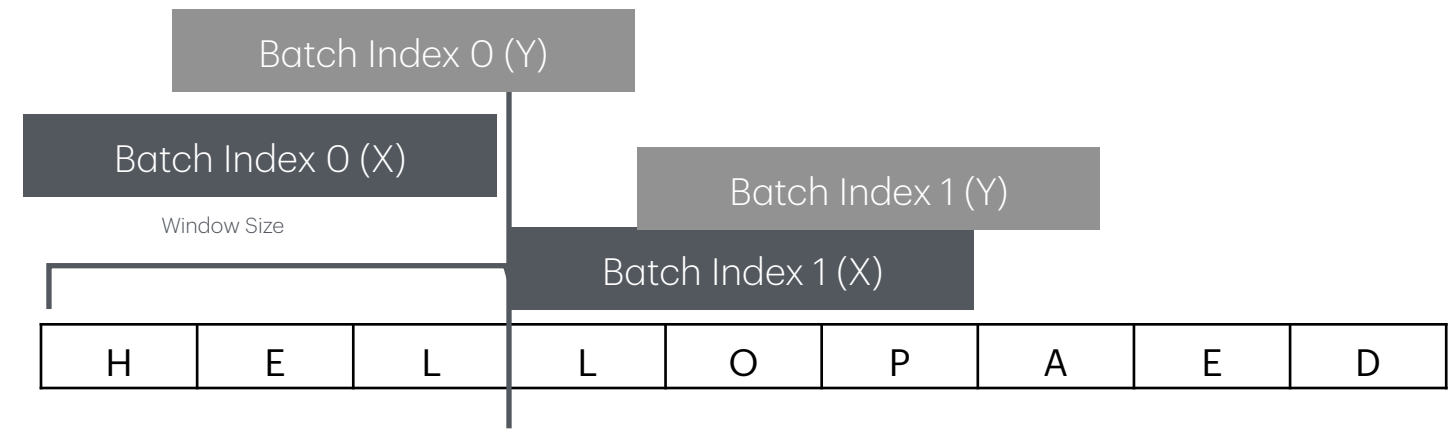 Batch Index 0 (Y)
Batch Index 0 (X)
Batch Index 1 (Y)
Window Size
Batch Index 1 (X)
H E L L O P A E D